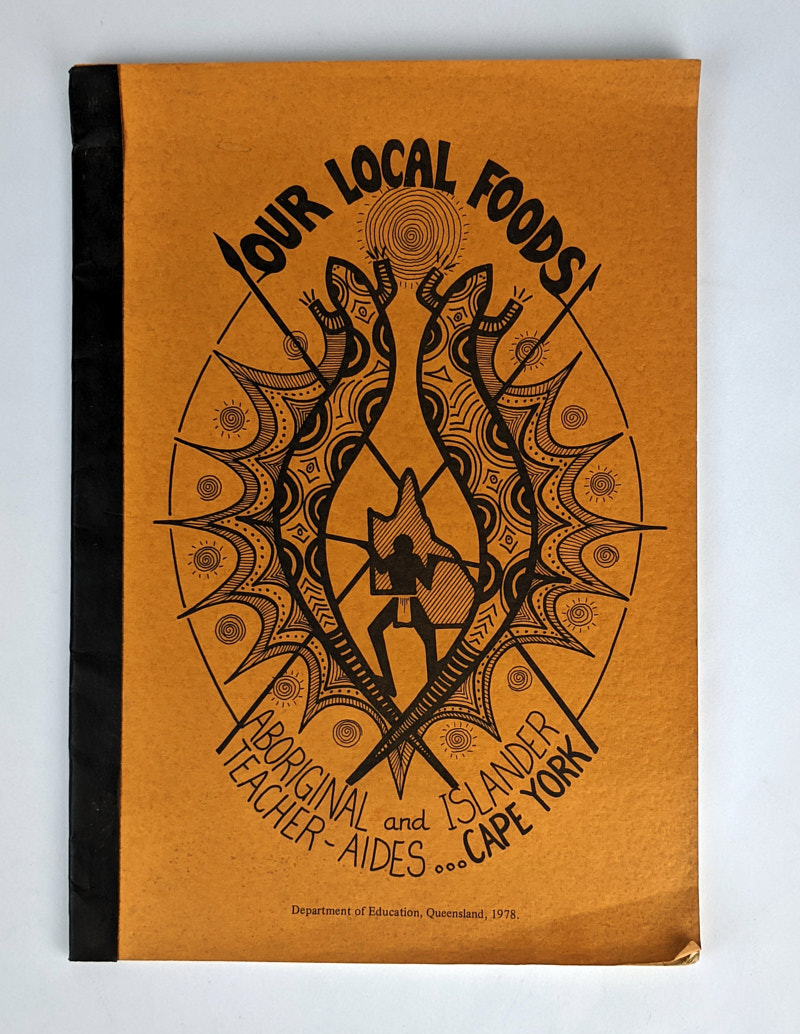 OUR LOCAL FOODS
ABORIGINAL and ISLANDER
TEACHER-AIDES ...CAPE YORK
Department of Education, Queensland, 1978.